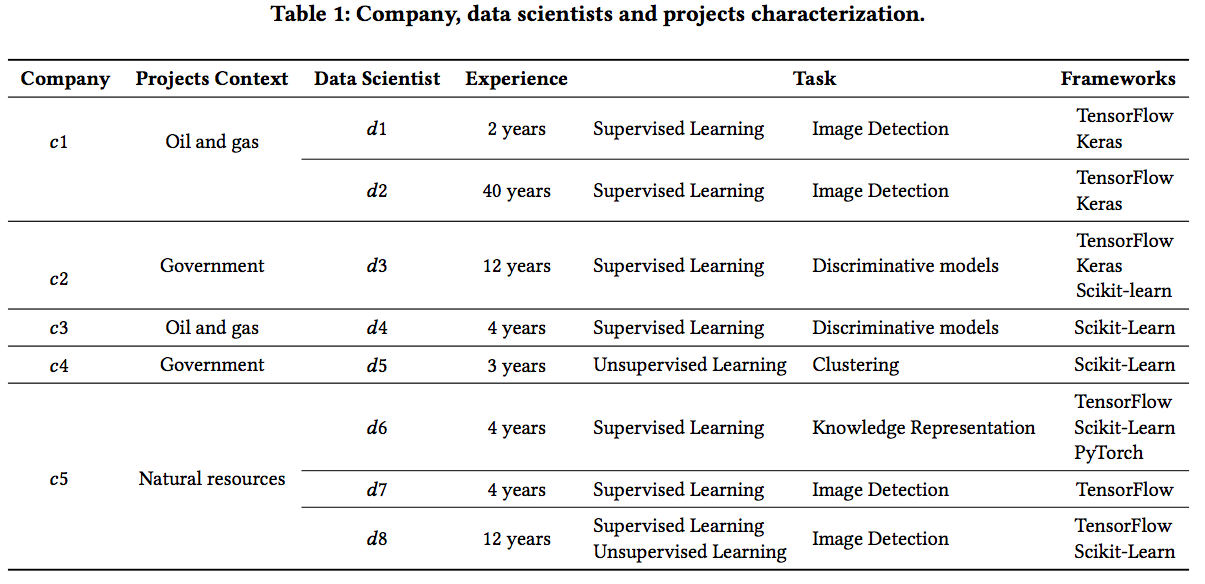 Table 1: Company, data scientists and projects characterization.
Company Projects Context Data Scientist Experience Task Frameworks
c1 Oil and gas d1 2 years Supervised Learning Image Detection TensorFlow
Keras
d2 40 years Supervised Learning Image Detection TensorFlow
Keras
c2 Government d3 12 years Supervised Learning Discriminative models TensorFlow
Keras
Scikit-learn
c3 Oil and gas d4 4 years Supervised Learning Discriminative models Scikit-Learn
c4 Government d5 3 years Unsupervised Learning Clustering Scikit-Learn
c5 Natural resources d6 4 years Supervised Learning Knowledge Representation TensorFlow
Scikit-Learn
PyTorch
d7 4 years Supervised Learning Image Detection TensorFlow
d8 12 years Supervised Learning Image Detection TensorFlow
Unsupervised Learning Scikit-Learn